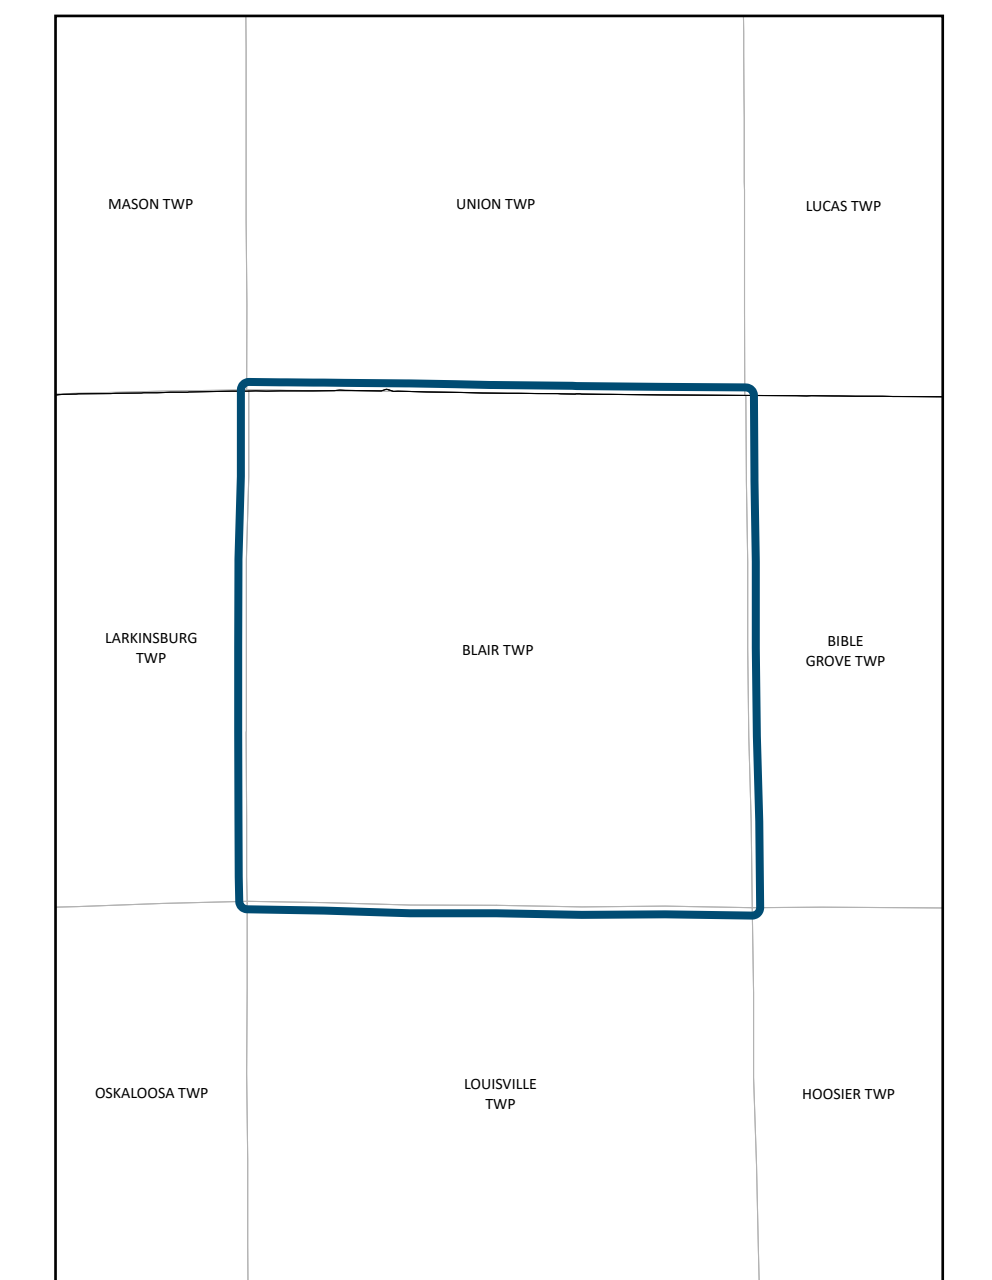 MASON TWP
UNION TWP
LUCAS TWP
LARKINSBURG
TWP
BLAIR TWP
BIBLE
GROVE TWP
OSKALOOSA TWP
LOUISVILLE
TWP
HOOSIER TWP